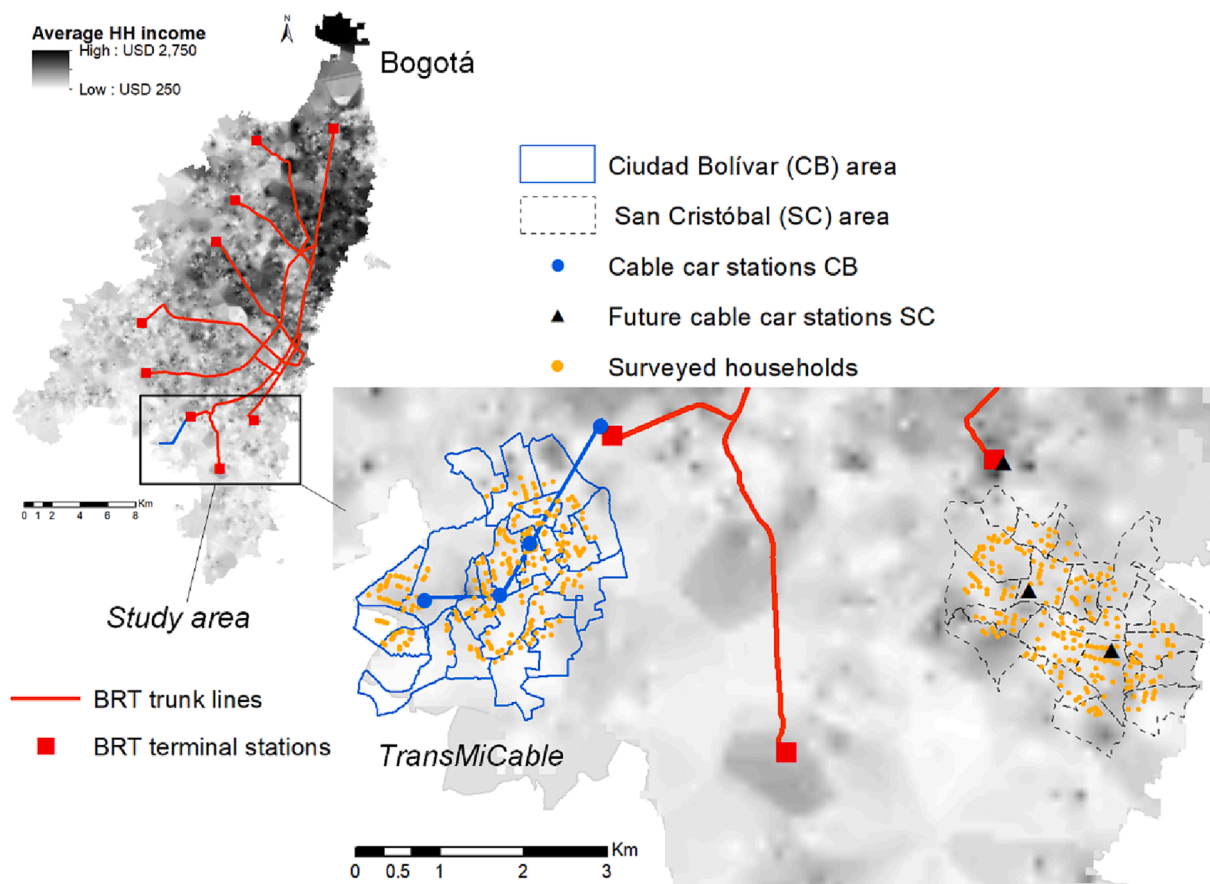 Average HH income
High : USD 2,750
Low : USD 250
N
Bogotá
Ciudad Bolívar (CB) area
San Cristóbal (SC) area
Cable car stations CB
Future cable car stations SC
Surveyed households
0 1 2 4 6 8 Km
Study area
BRT trunk lines
BRT terminal stations
TransMiCable
Km
0 0.5 1 2 3